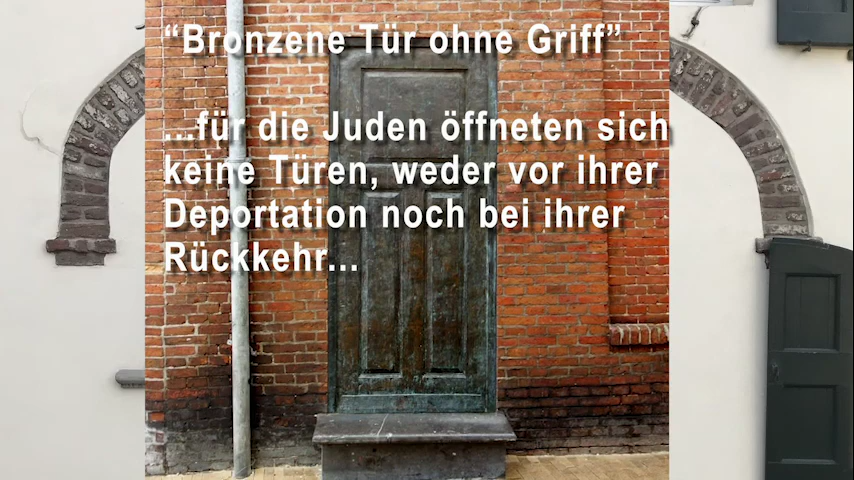 “Bronzene Tür ohne Griff”
...für die Juden öffneten sich
keine Türen, weder vor ihrer
Deportation noch bei ihrer
Rückkehr...